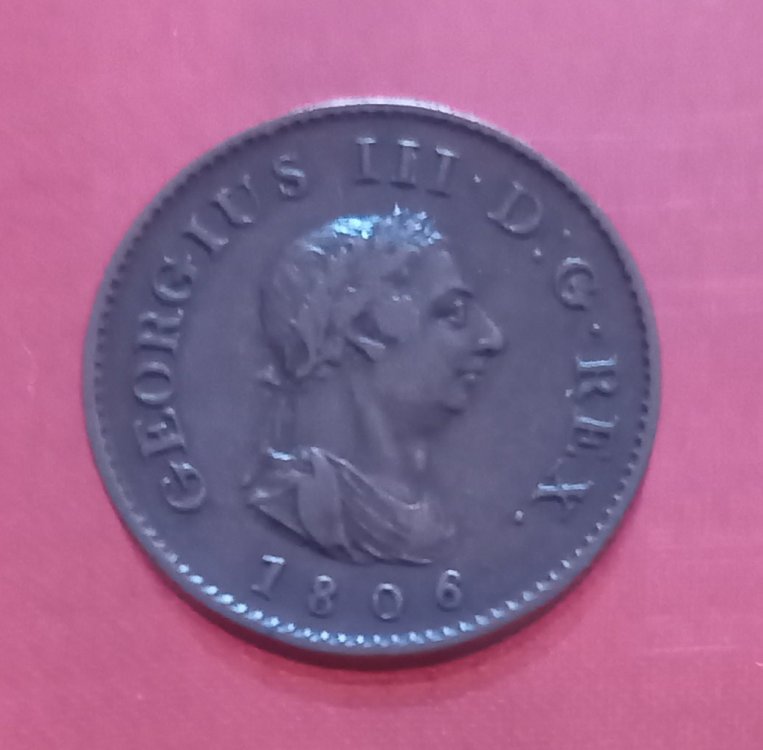 GEORGIUS III · D : G · REX .
1806